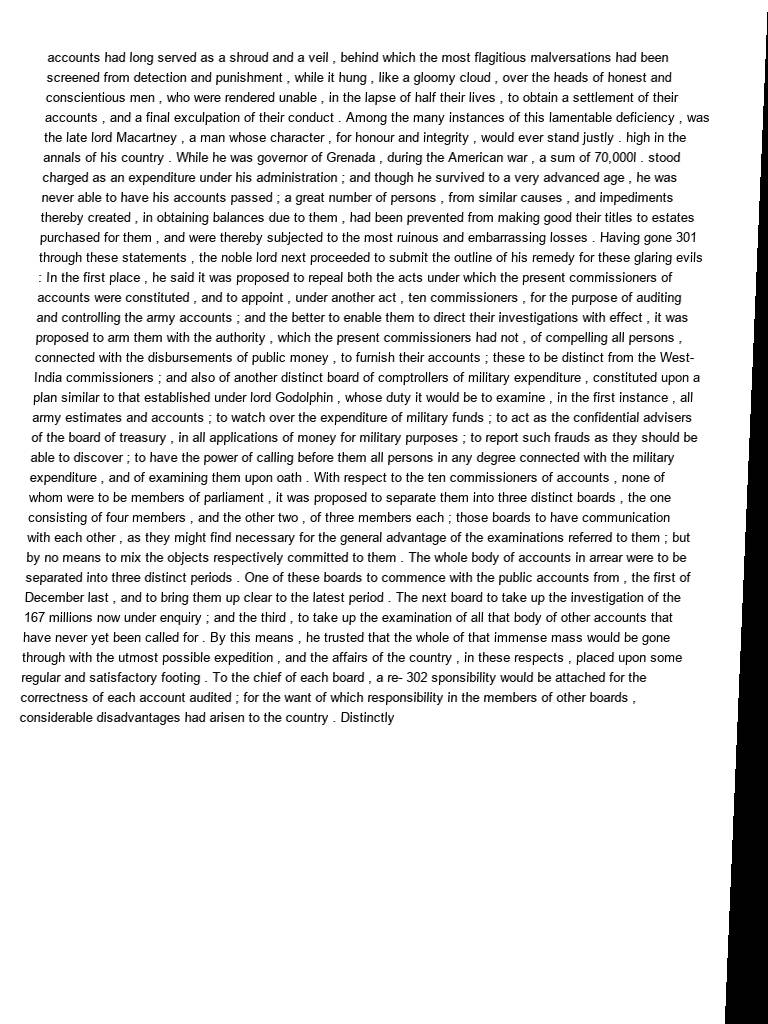 accounts had long served as a shroud and a veil , behind which the most flagitious malversations had been
screened from detection and punishment , while it hung , like a gloomy cloud , over the heads of honest and
conscientious men , who were rendered unable , in the lapse of half their lives , to obtain a settlement of their
accounts , and a final exculpation of their conduct . Among the many instances of this lamentable deficiency , was
the late lord Macartney , a man whose character , for honour and integrity , would ever stand justly . high in the
annals of his country . While he was governor of Grenada , during the American war , a sum of 70,000l . stood
charged as an expenditure under his administration ; and though he survived to a very advanced age , he was
never able to have his accounts passed ; a great number of persons , from similar causes , and impediments
thereby created , in obtaining balances due to them , had been prevented from making good their titles to estates
purchased for them , and were thereby subjected to the most ruinous and embarrassing losses . Having gone 301
through these statements , the noble lord next proceeded to submit the outline of his remedy for these glaring evils
: In the first place , he said it was proposed to repeal both the acts under which the present commissioners of
accounts were constituted , and to appoint , under another act , ten commissioners , for the purpose of auditing
and controlling the army accounts ; and the better to enable them to direct their investigations with effect , it was
proposed to arm them with the authority , which the present commissioners had not , of compelling all persons ,
connected with the disbursements of public money , to furnish their accounts ; these to be distinct from the West-
India commissioners ; and also of another distinct board of comptrollers of military expenditure , constituted upon a
plan similar to that established under lord Godolphin , whose duty it would be to examine , in the first instance , all
army estimates and accounts ; to watch over the expenditure of military funds ; to act as the confidential advisers
of the board of treasury , in all applications of money for military purposes ; to report such frauds as they should be
able to discover ; to have the power of calling before them all persons in any degree connected with the military
expenditure , and of examining them upon oath . With respect to the ten commissioners of accounts , none of
whom were to be members of parliament , it was proposed to separate them into three distinct boards , the one
consisting of four members , and the other two , of three members each ; those boards to have communication
with each other , as they might find necessary for the general advantage of the examinations referred to them ; but
by no means to mix the objects respectively committed to them . The whole body of accounts in arrear were to be
separated into three distinct periods . One of these boards to commence with the public accounts from , the first of
December last , and to bring them up clear to the latest period . The next board to take up the investigation of the
167 millions now under enquiry ; and the third , to take up the examination of all that body of other accounts that
have never yet been called for . By this means , he trusted that the whole of that immense mass would be gone
through with the utmost possible expedition , and the affairs of the country , in these respects , placed upon some
regular and satisfactory footing . To the chief of each board , a re- 302 sponsibility would be attached for the
correctness of each account audited ; for the want of which responsibility in the members of other boards ,
considerable disadvantages had arisen to the country . Distinctly